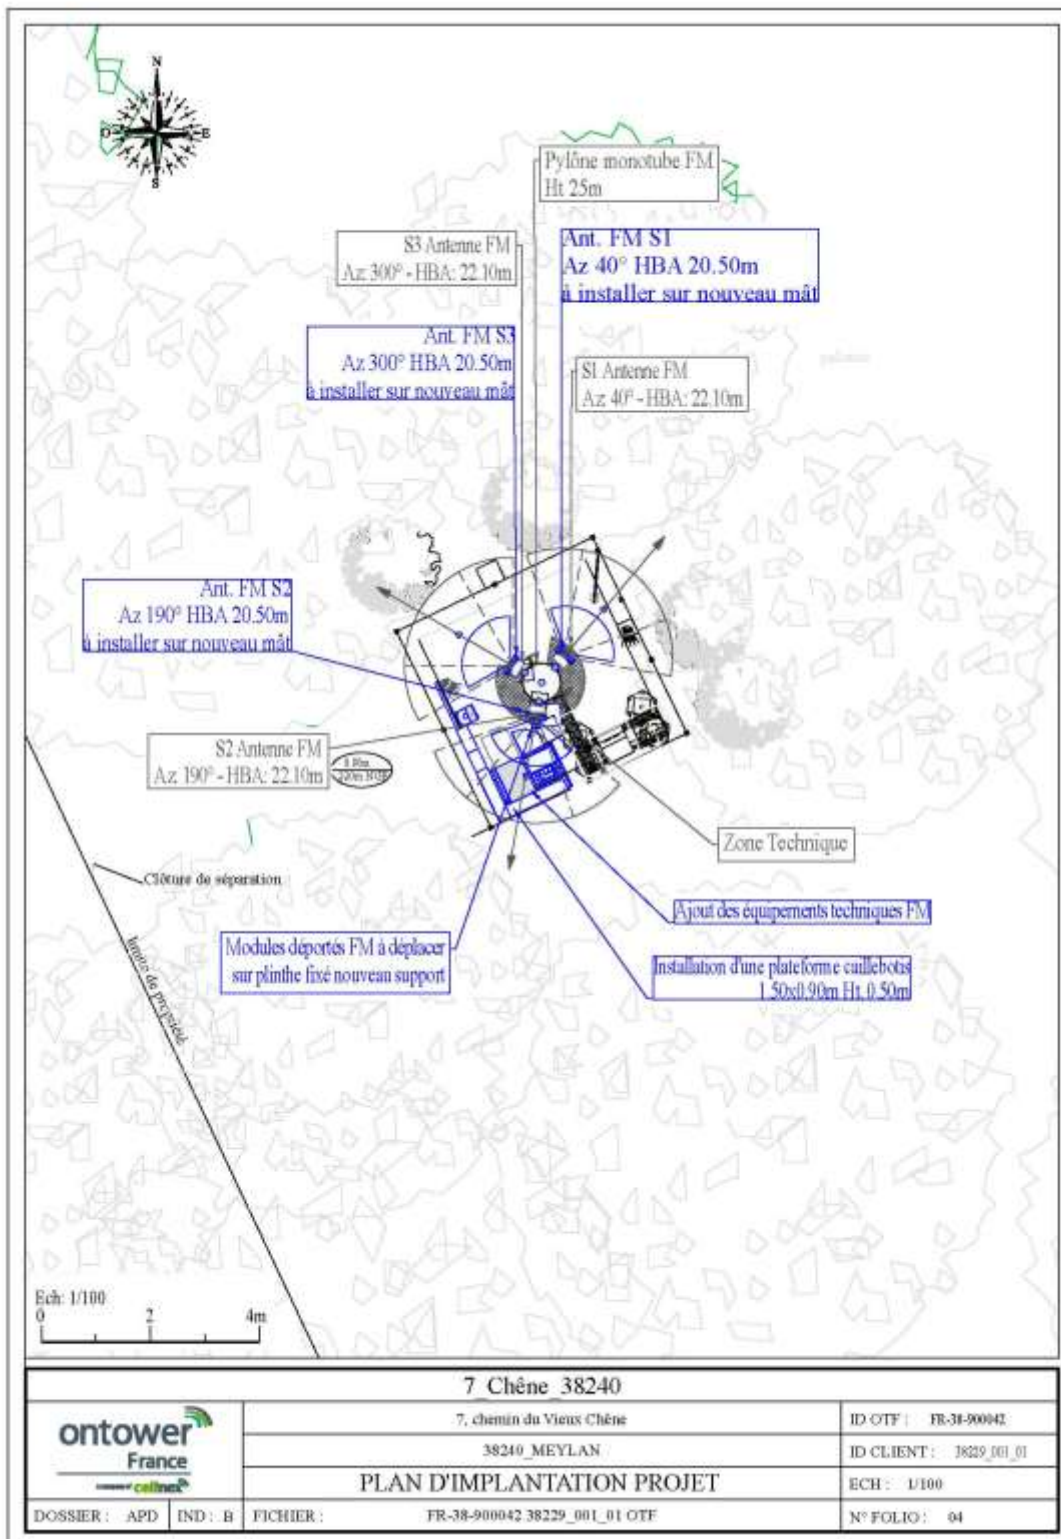 N
O
E
S
Pylône monotube FM
Ht 25m
S3 Antenne FM
Az 300° - HBA: 22.10m
Ant. FM S1
Az 40° HBA 20.50m
à installer sur nouveau mât
Ant. FM S3
Az 300° HBA 20.50m
à installer sur nouveau mât
S1 Antenne FM
Az 40° - HBA: 22.10m
Ant. FM S2
Az 190° HBA 20.50m
à installer sur nouveau mât
S2 Antenne FM
Az 190° - HBA: 22.10m
Zone Technique
Clôture de séparation
Ajout des équipements techniques FM
Modules déportés FM à déplacer
sur plinthe fixé nouveau support
Installation d'une plateforme caillebotis
1.50x0.90m Ht. 0.50m
limite de propriété
Ech: 1/100
0 2 4m
7_Chêne_38240
ontower
France
cellnex
7, chemin du Vieux Chêne
38240_MEYLAN
PLAN D'IMPLANTATION PROJET
ID OTF : FR-38-900042
ID CLIENT : 38229_001_01
ECH : 1/100
DOSSIER : APD IND : B FICHIER : FR-38-900042 38229_001_01 OTF N° FOLIO : 04